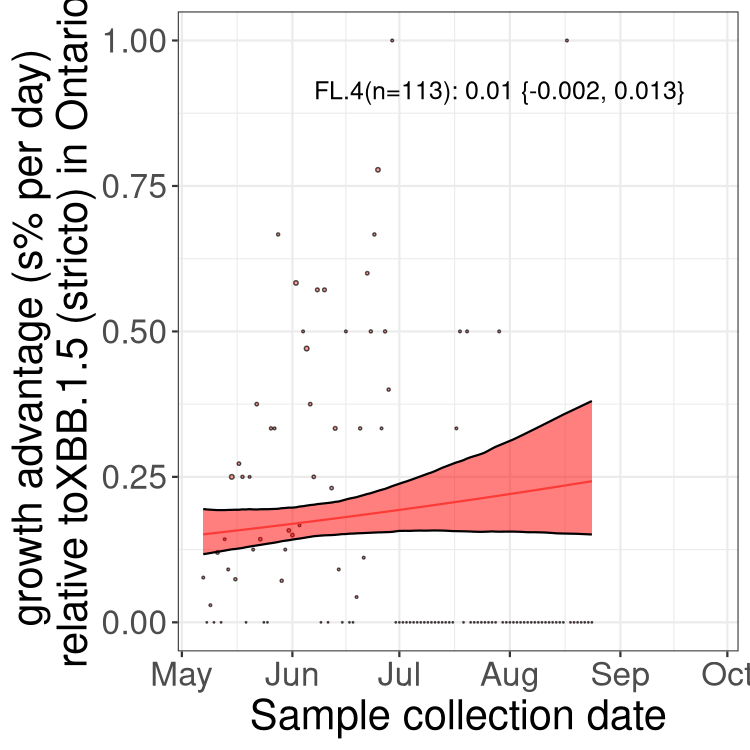 growth advantage (s% per day)
relative toXBB.1.5 (stricto) in Ontario
1.00
0.75
0.50
0.25
0.00
FL.4(n=113): 0.01 {-0.002, 0.013}
May Jun Jul Aug Sep Oct
Sample collection date